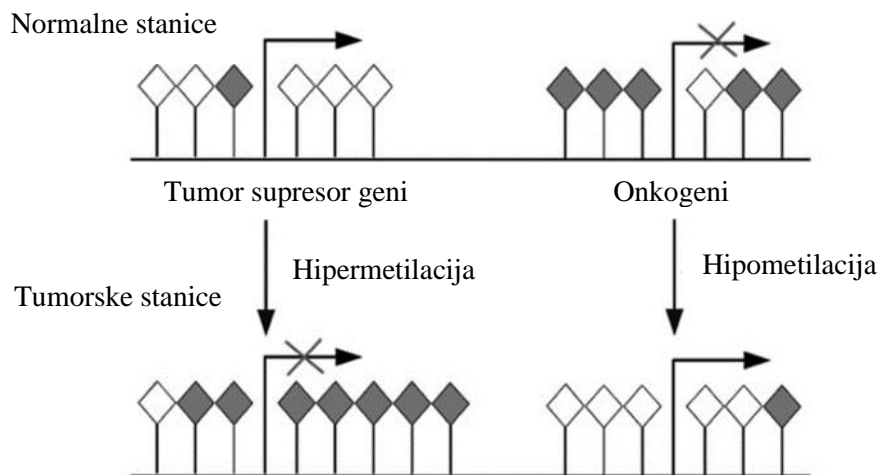 Normalne stanice
Tumor supresor geni
Onkogeni
Hipermetilacija
Hipometilacija
Tumorske stanice